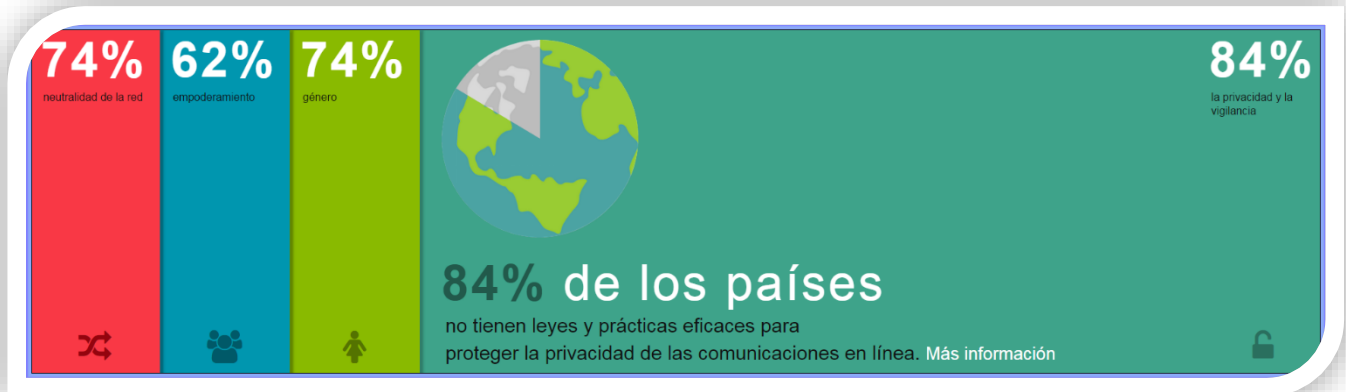 74%
neutralidad de la red
62%
empoderamiento
74%
género
84%
la privacidad y la
vigilancia
84% de los países
no tienen leyes y prácticas eficaces para
proteger la privacidad de las comunicaciones en línea. Más información